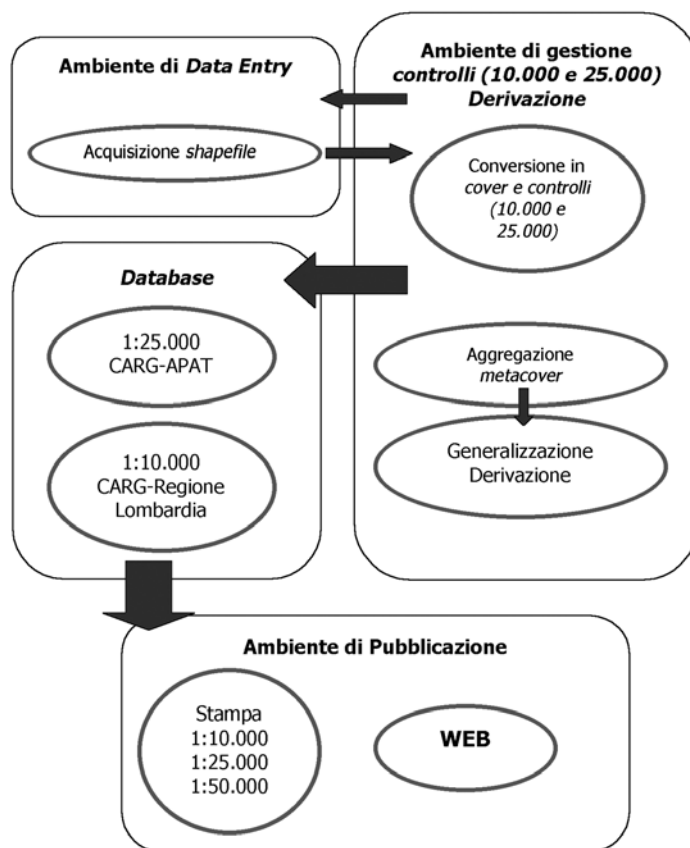 Ambiente di Data Entry
Acquisizione shapefile
Ambiente di gestione
controlli (10.000 e 25.000)
Derivazione
Conversione in
cover e controlli
(10.000 e
25.000)
Aggregazione
metacover
Generalizzazione
Derivazione
Database
1:25.000
CARG-APAT
1:10.000
CARG-Regione
Lombardia
Ambiente di Pubblicazione
Stampa
1:10.000
1:25.000
1:50.000
WEB